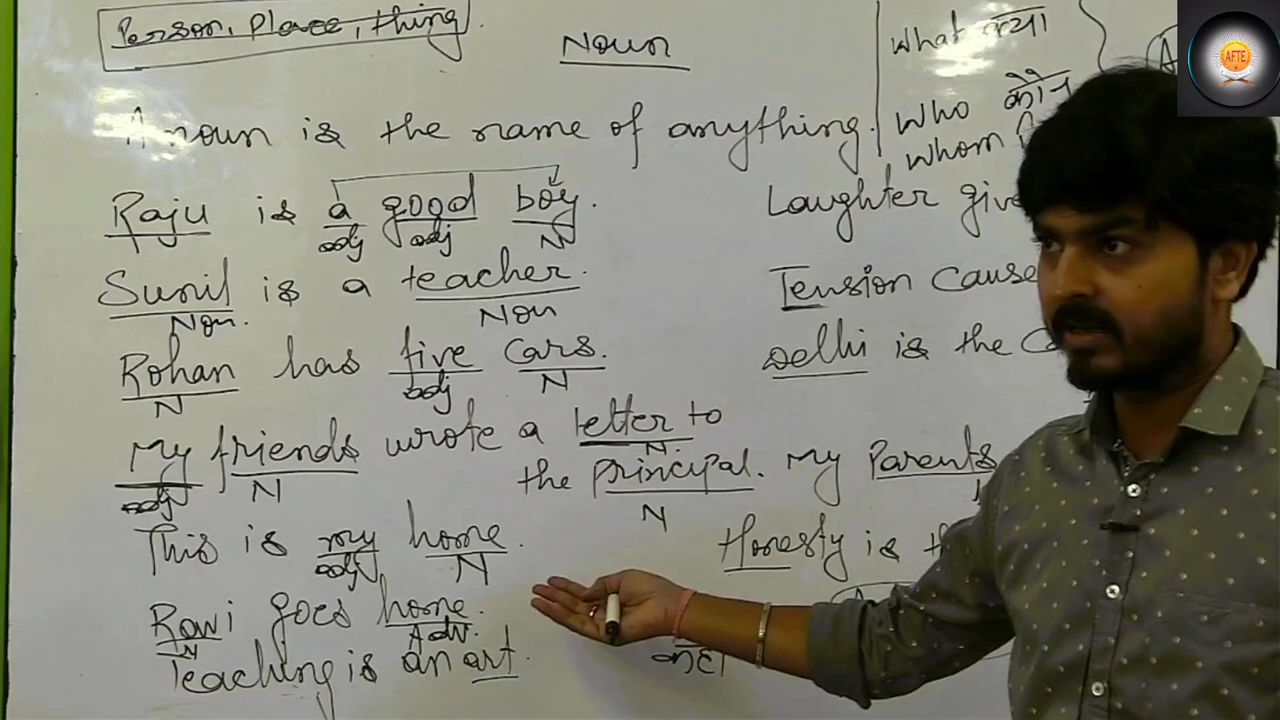 Person, Place, thing
Noun
A noun is the name of anything.
Raju is a good boy.
adj adj N
Sunil is a teacher.
Noun. Noun
Rohan has five cars.
N adj N
My friends wrote a letter to
adj N N.
the principal.
N
This is my home.
adj N
Ravi goes home.
N Adv.
Teaching is an art.
What क्या
Who कौन
Whom
Laughter give
Tension cause
Delhi is the
My Parents
Honesty is
कहा
AFTE